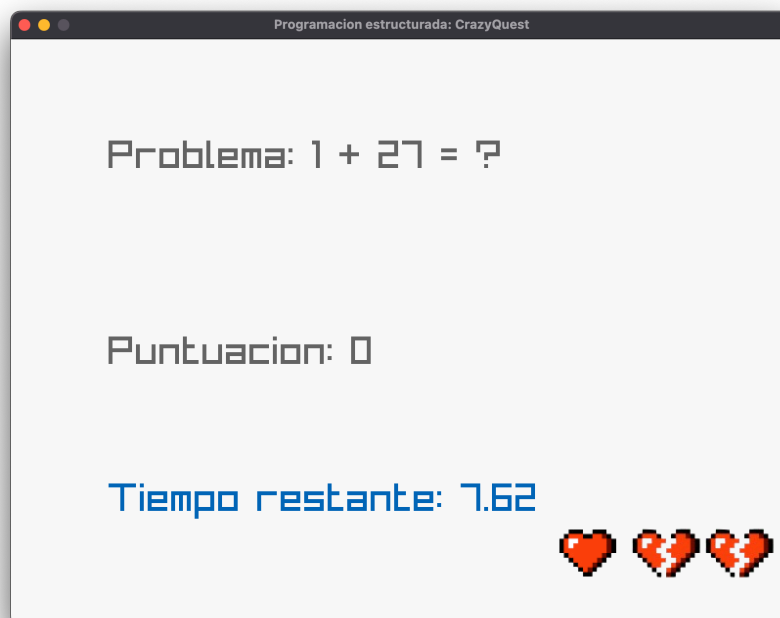 Programacion estructurada: CrazyQuest
Problema: 1 + 27 = ?
Puntuacion: 0
Tiempo restante: 7.62